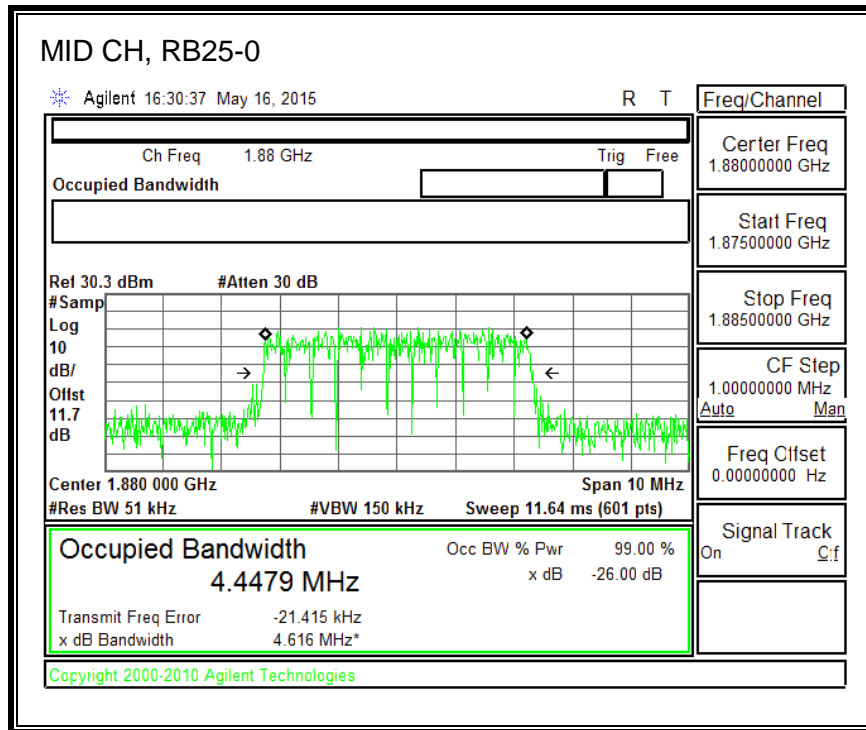 MID CH, RB25-0
Agilent 16:30:37 May 16, 2015 R T
Freq/Channel
Ch Freq 1.88 GHz Trig Free
Occupied Bandwidth
Center Freq
1.88000000 GHz
Start Freq
1.87500000 GHz
Stop Freq
1.88500000 GHz
CF Step
1.00000000 MHz
Auto Man
Freq Offset
0.00000000 Hz
Signal Track
On Off
Ref 30.3 dBm #Atten 30 dB
#Samp
Log
10
dB/
Offst
11.7
dB
Center 1.880 000 GHz Span 10 MHz
#Res BW 51 kHz #VBW 150 kHz Sweep 11.64 ms (601 pts)
Occupied Bandwidth
4.4479 MHz
Occ BW % Pwr 99.00 %
x dB -26.00 dB
Transmit Freq Error -21.415 kHz
x dB Bandwidth 4.616 MHz*
Copyright 2000-2010 Agilent Technologies